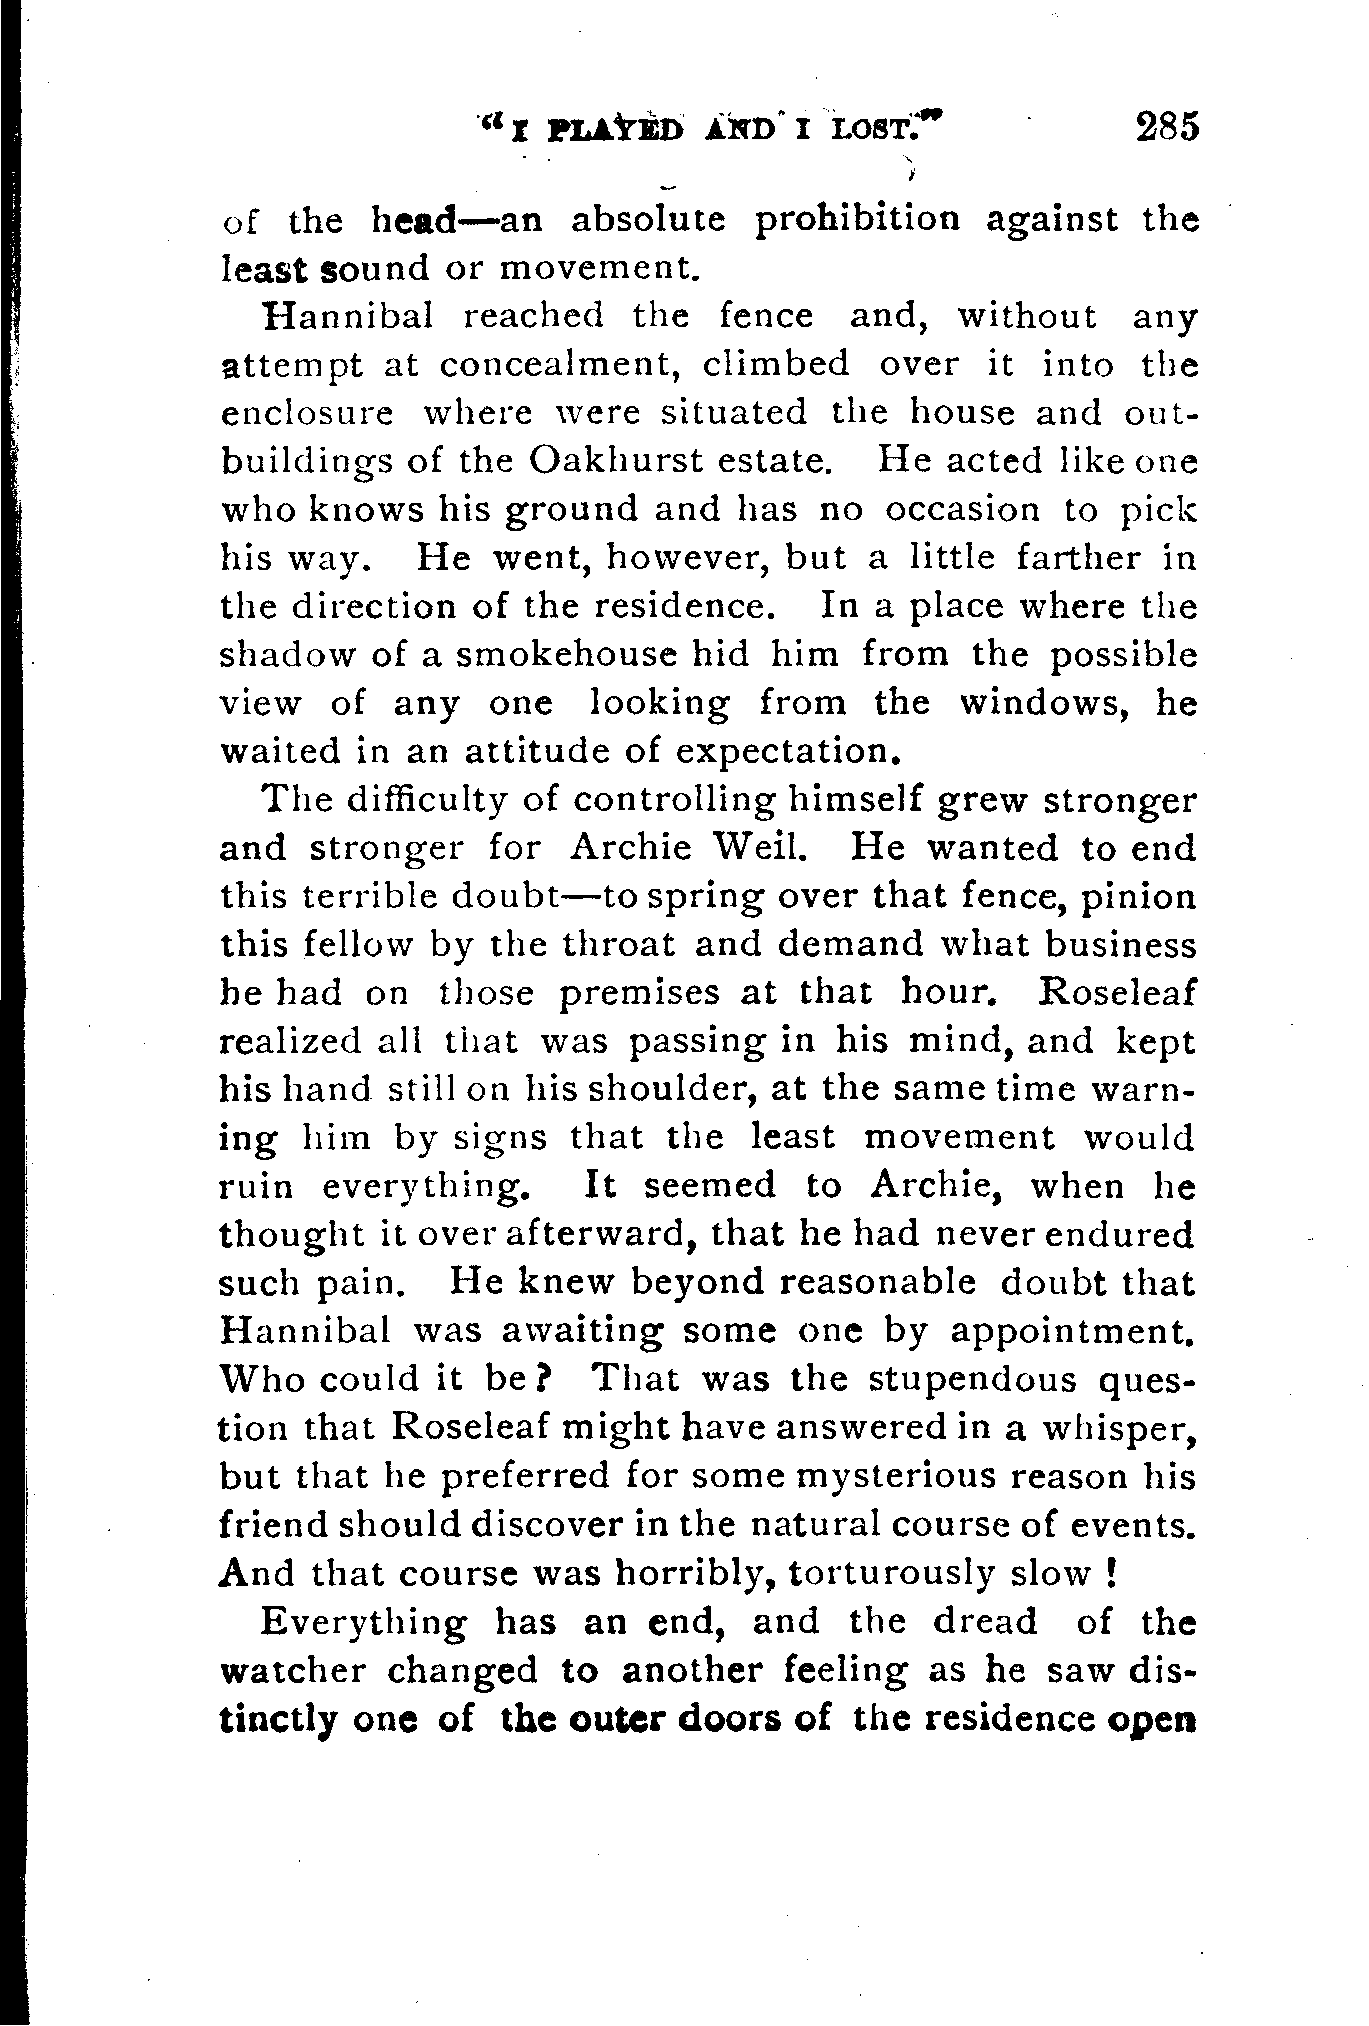 "I PLAYED AND I LOST." 285
of the head—an absolute prohibition against the
least sound or movement.
Hannibal reached the fence and, without any
attempt at concealment, climbed over it into the
enclosure where were situated the house and out-
buildings of the Oakhurst estate. He acted like one
who knows his ground and has no occasion to pick
his way. He went, however, but a little farther in
the direction of the residence. In a place where the
shadow of a smokehouse hid him from the possible
view of any one looking from the windows, he
waited in an attitude of expectation.
The difficulty of controlling himself grew stronger
and stronger for Archie Weil. He wanted to end
this terrible doubt—to spring over that fence, pinion
this fellow by the throat and demand what business
he had on those premises at that hour. Roseleaf
realized all that was passing in his mind, and kept
his hand still on his shoulder, at the same time warn-
ing him by signs that the least movement would
ruin everything. It seemed to Archie, when he
thought it over afterward, that he had never endured
such pain. He knew beyond reasonable doubt that
Hannibal was awaiting some one by appointment.
Who could it be? That was the stupendous ques-
tion that Roseleaf might have answered in a whisper,
but that he preferred for some mysterious reason his
friend should discover in the natural course of events.
And that course was horribly, torturously slow !
Everything has an end, and the dread of the
watcher changed to another feeling as he saw dis-
tinctly one of the outer doors of the residence open